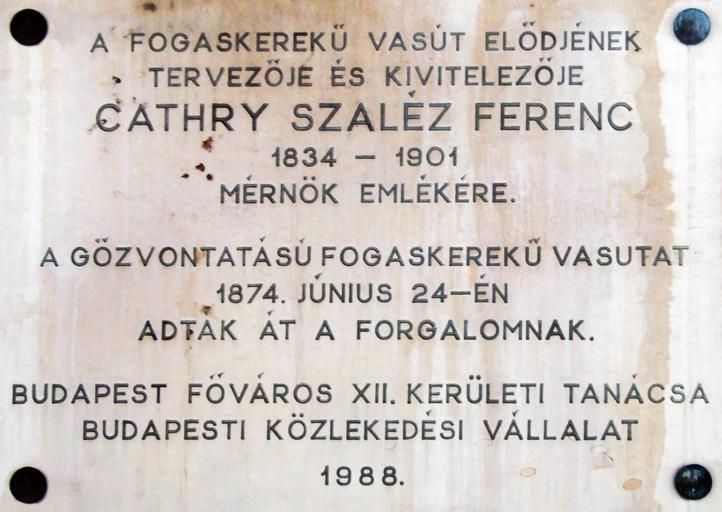 A FOGASKEREKŰ VASÚT ELŐDJÉNEK
TERVEZŐJE ÉS KIVITELEZŐJE
CATHRY SZALÉZ FERENC
1834 – 1901
MÉRNÖK EMLÉKÉRE.
A GŐZVONTATÁSÚ FOGASKEREKŰ VASUTAT
1874. JÚNIUS 24–ÉN
ADTÁK ÁT A FORGALOMNAK.
BUDAPEST FŐVÁROS XII. KERÜLETI TANÁCSA
BUDAPESTI KÖZLEKEDÉSI VÁLLALAT
1988.